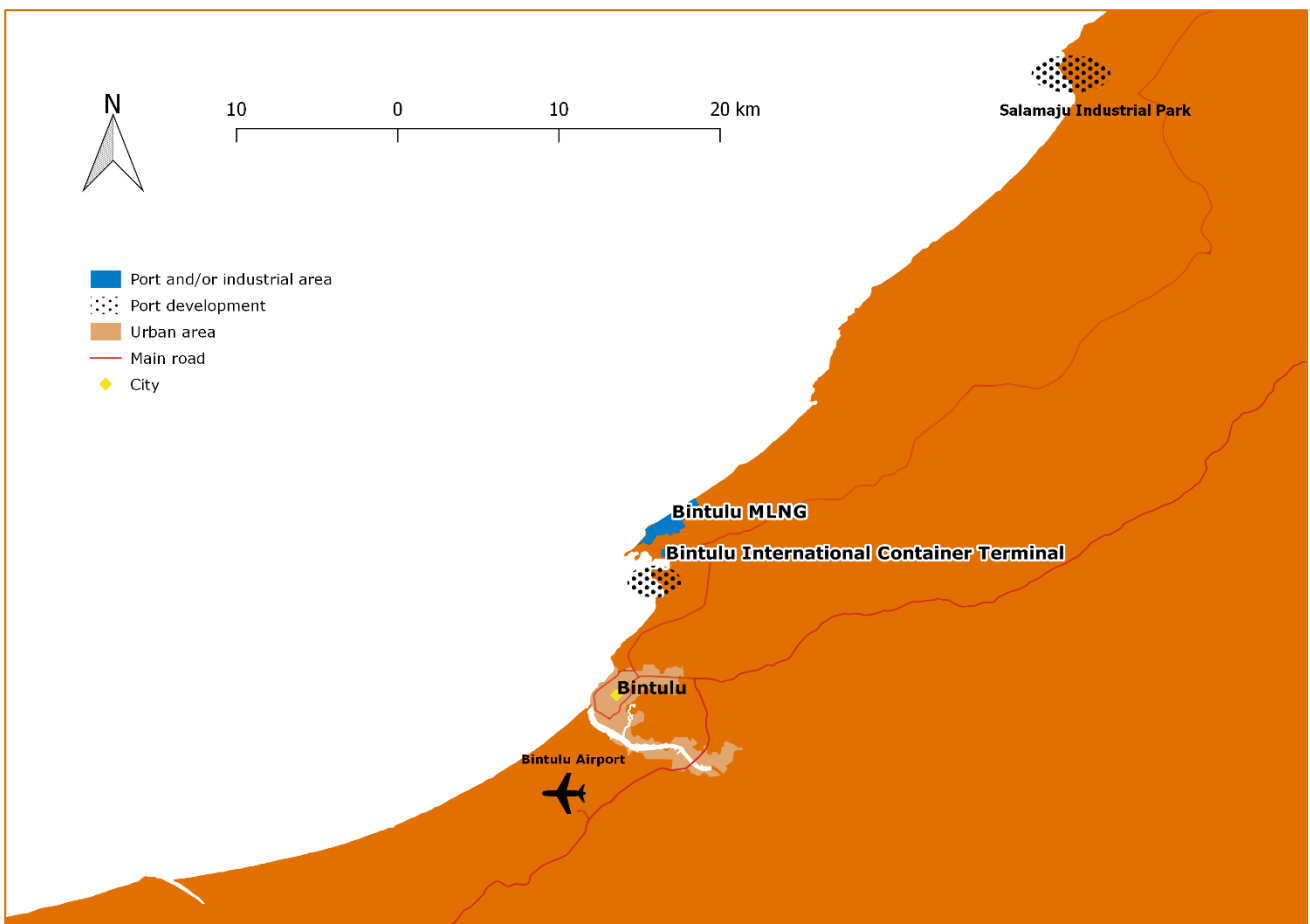 N
10 0 10 20 km
Salamaju Industrial Park
Port and/or industrial area
Port development
Urban area
Main road
City
Bintulu MLNG
Bintulu International Container Terminal
Bintulu
Bintulu Airport